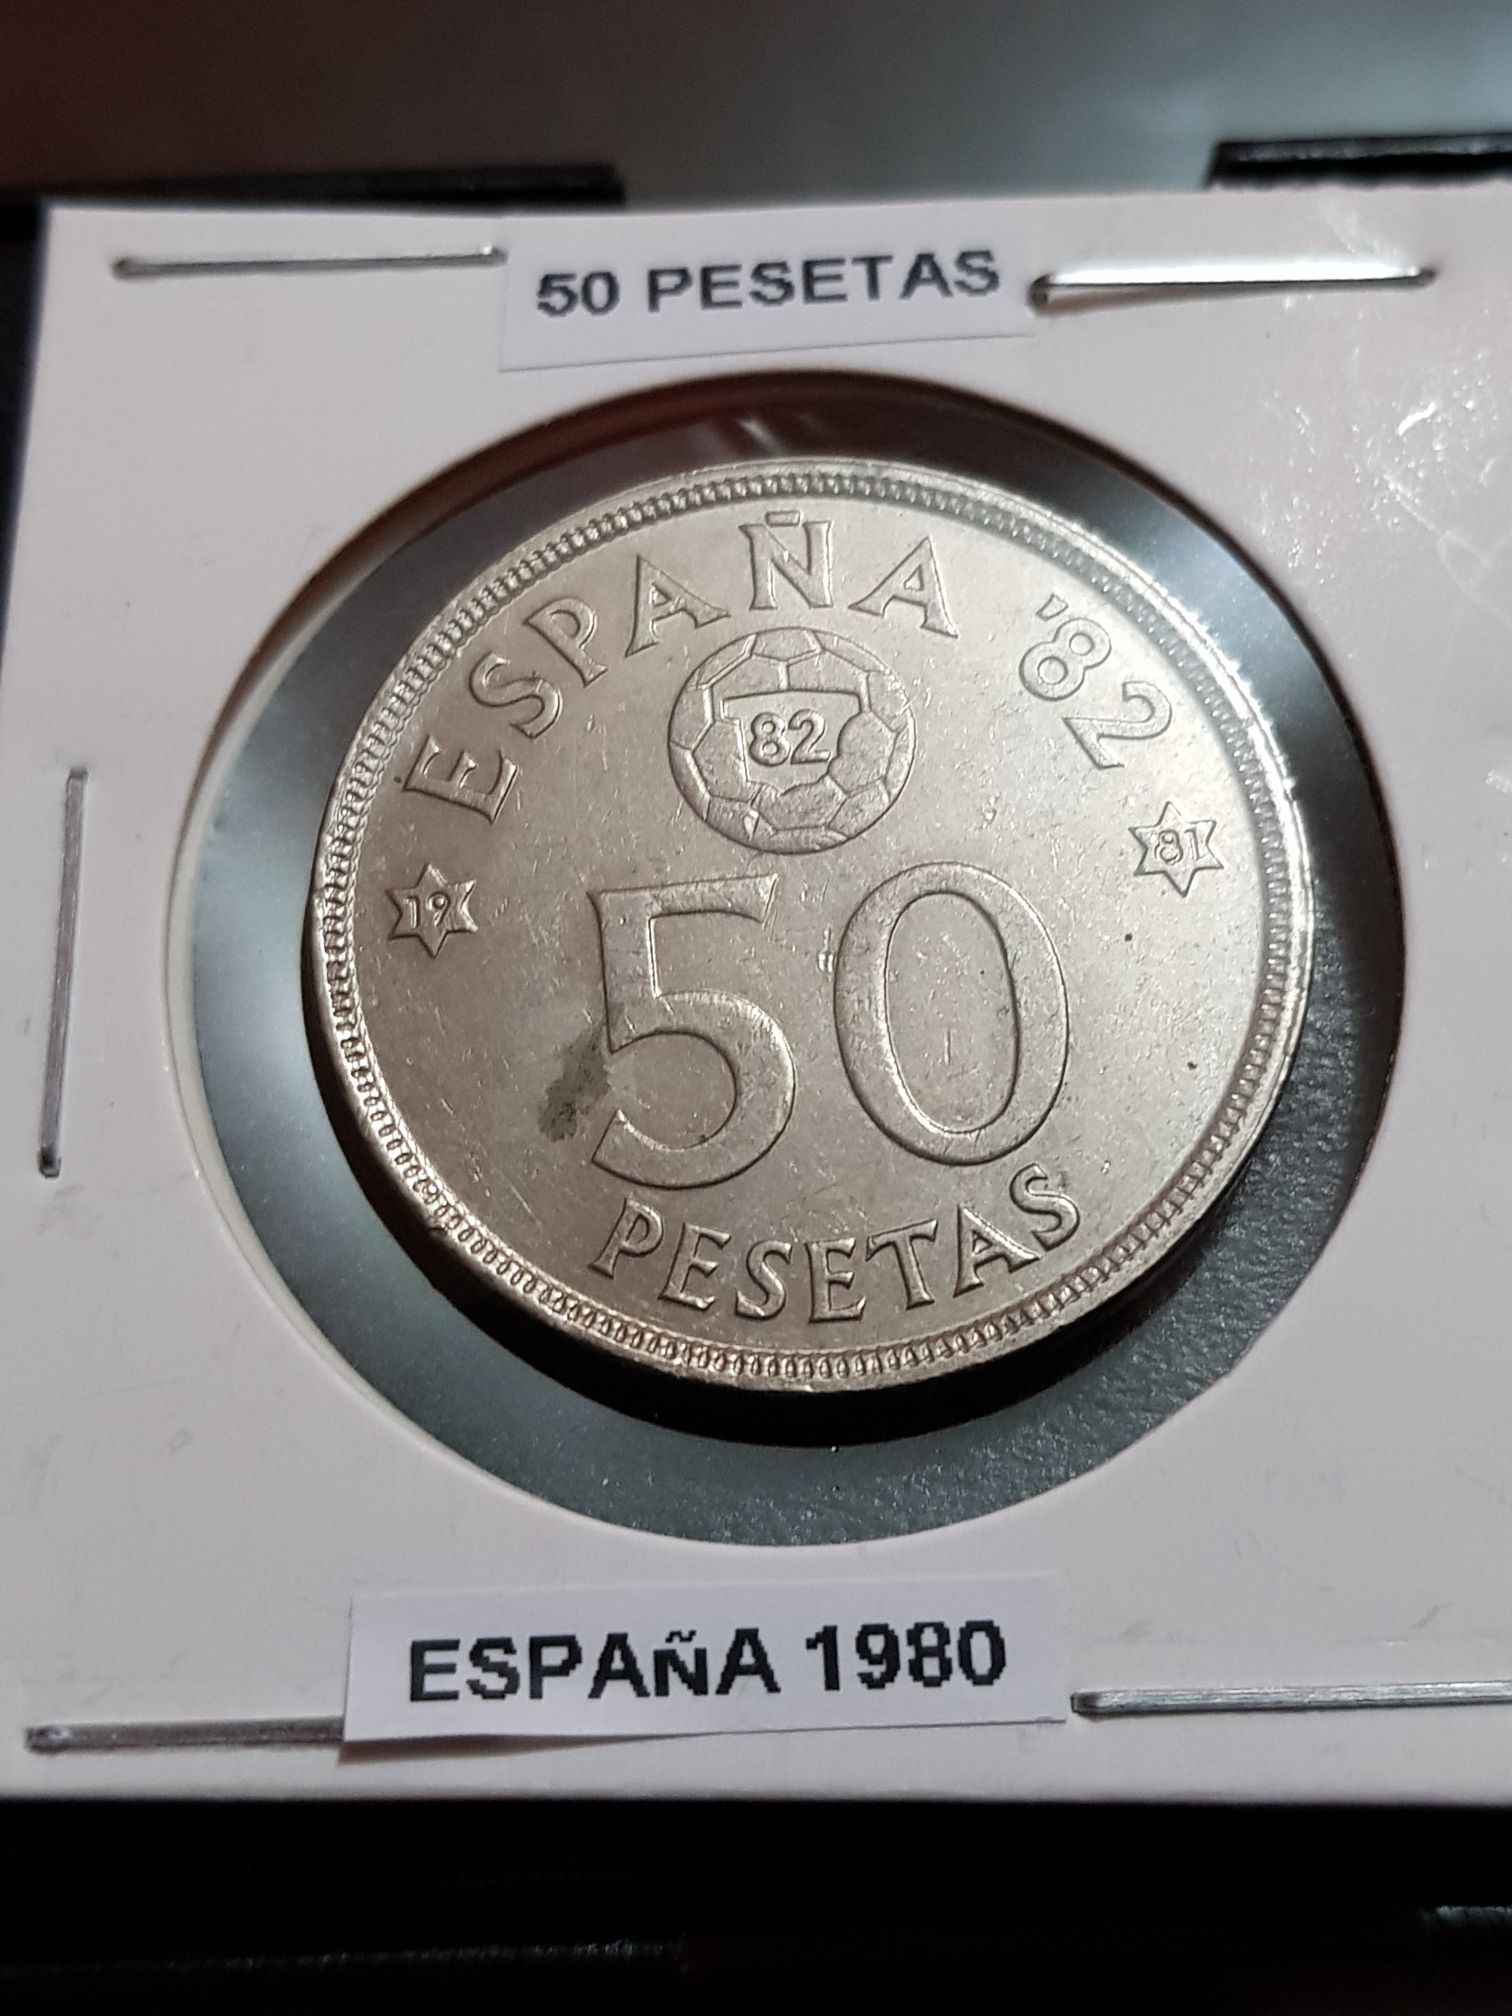 50 PESETAS
ESPAÑA '82
82
19 81
50
PESETAS
ESPAÑA 1980